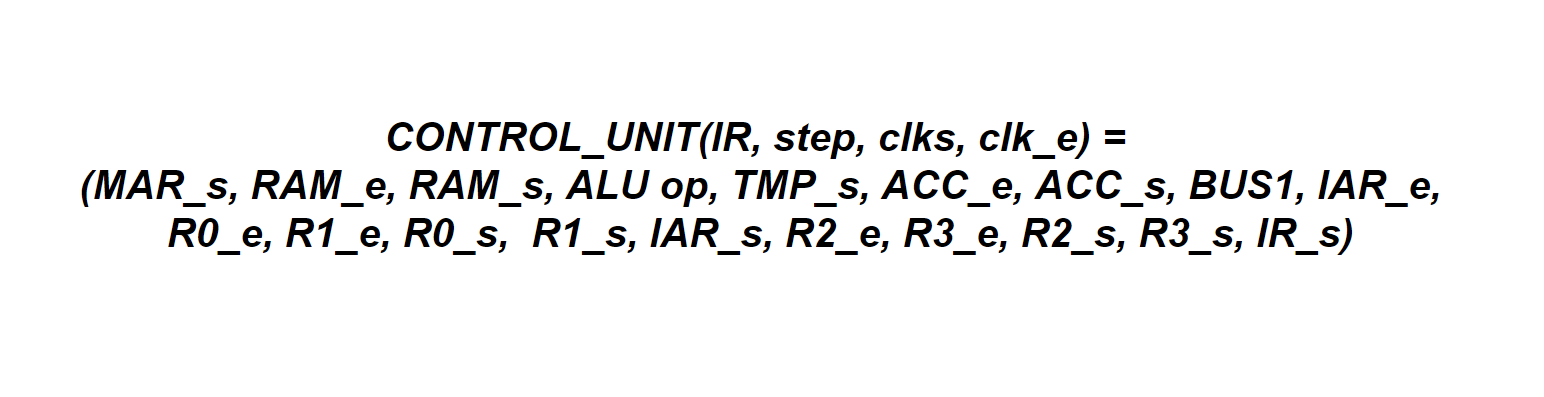 CONTROL_UNIT(IR, step, clks, clk_e) =
(MAR_s, RAM_e, RAM_s, ALU op, TMP_s, ACC_e, ACC_s, BUS1, IAR_e,
R0_e, R1_e, R0_s, R1_s, IAR_s, R2_e, R3_e, R2_s, R3_s, IR_s)